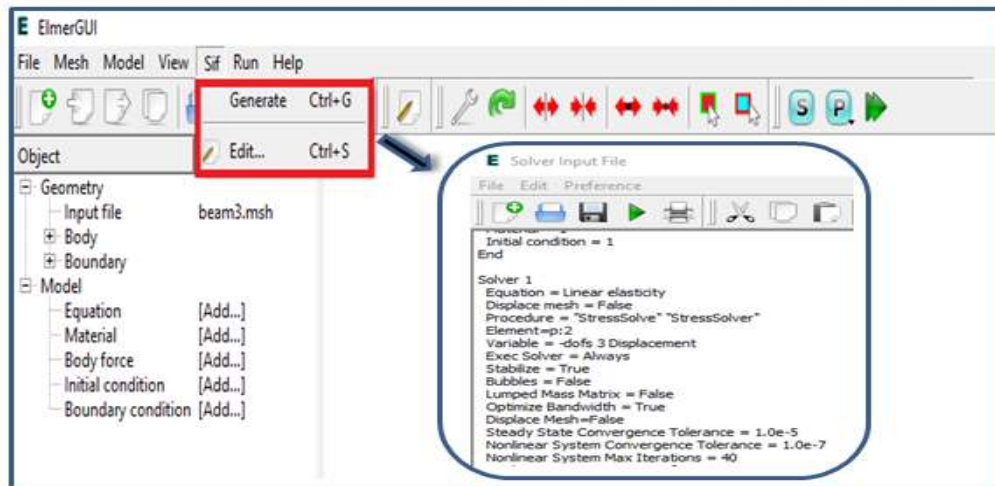 E ElmerGUI
File Mesh Model View Sif Run Help
Generate Ctrl+G
Edit... Ctrl+S
S P
Object
Geometry
Input file beam3.msh
Body
Boundary
Model
Equation [Add...]
Material [Add...]
Body force [Add...]
Initial condition [Add...]
Boundary condition [Add...]
E Solver Input File
File Edit Preference
Initial condition = 1
End
Solver 1
Equation = Linear elasticity
Displace mesh = False
Procedure = "StressSolve" "StressSolver"
Element=p:2
Variable = -dofs 3 Displacement
Exec Solver = Always
Stabilize = True
Bubbles = False
Lumped Mass Matrix = False
Optimize Bandwidth = True
Displace Mesh=False
Steady State Convergence Tolerance = 1.0e-5
Nonlinear System Convergence Tolerance = 1.0e-7
Nonlinear System Max Iterations = 40